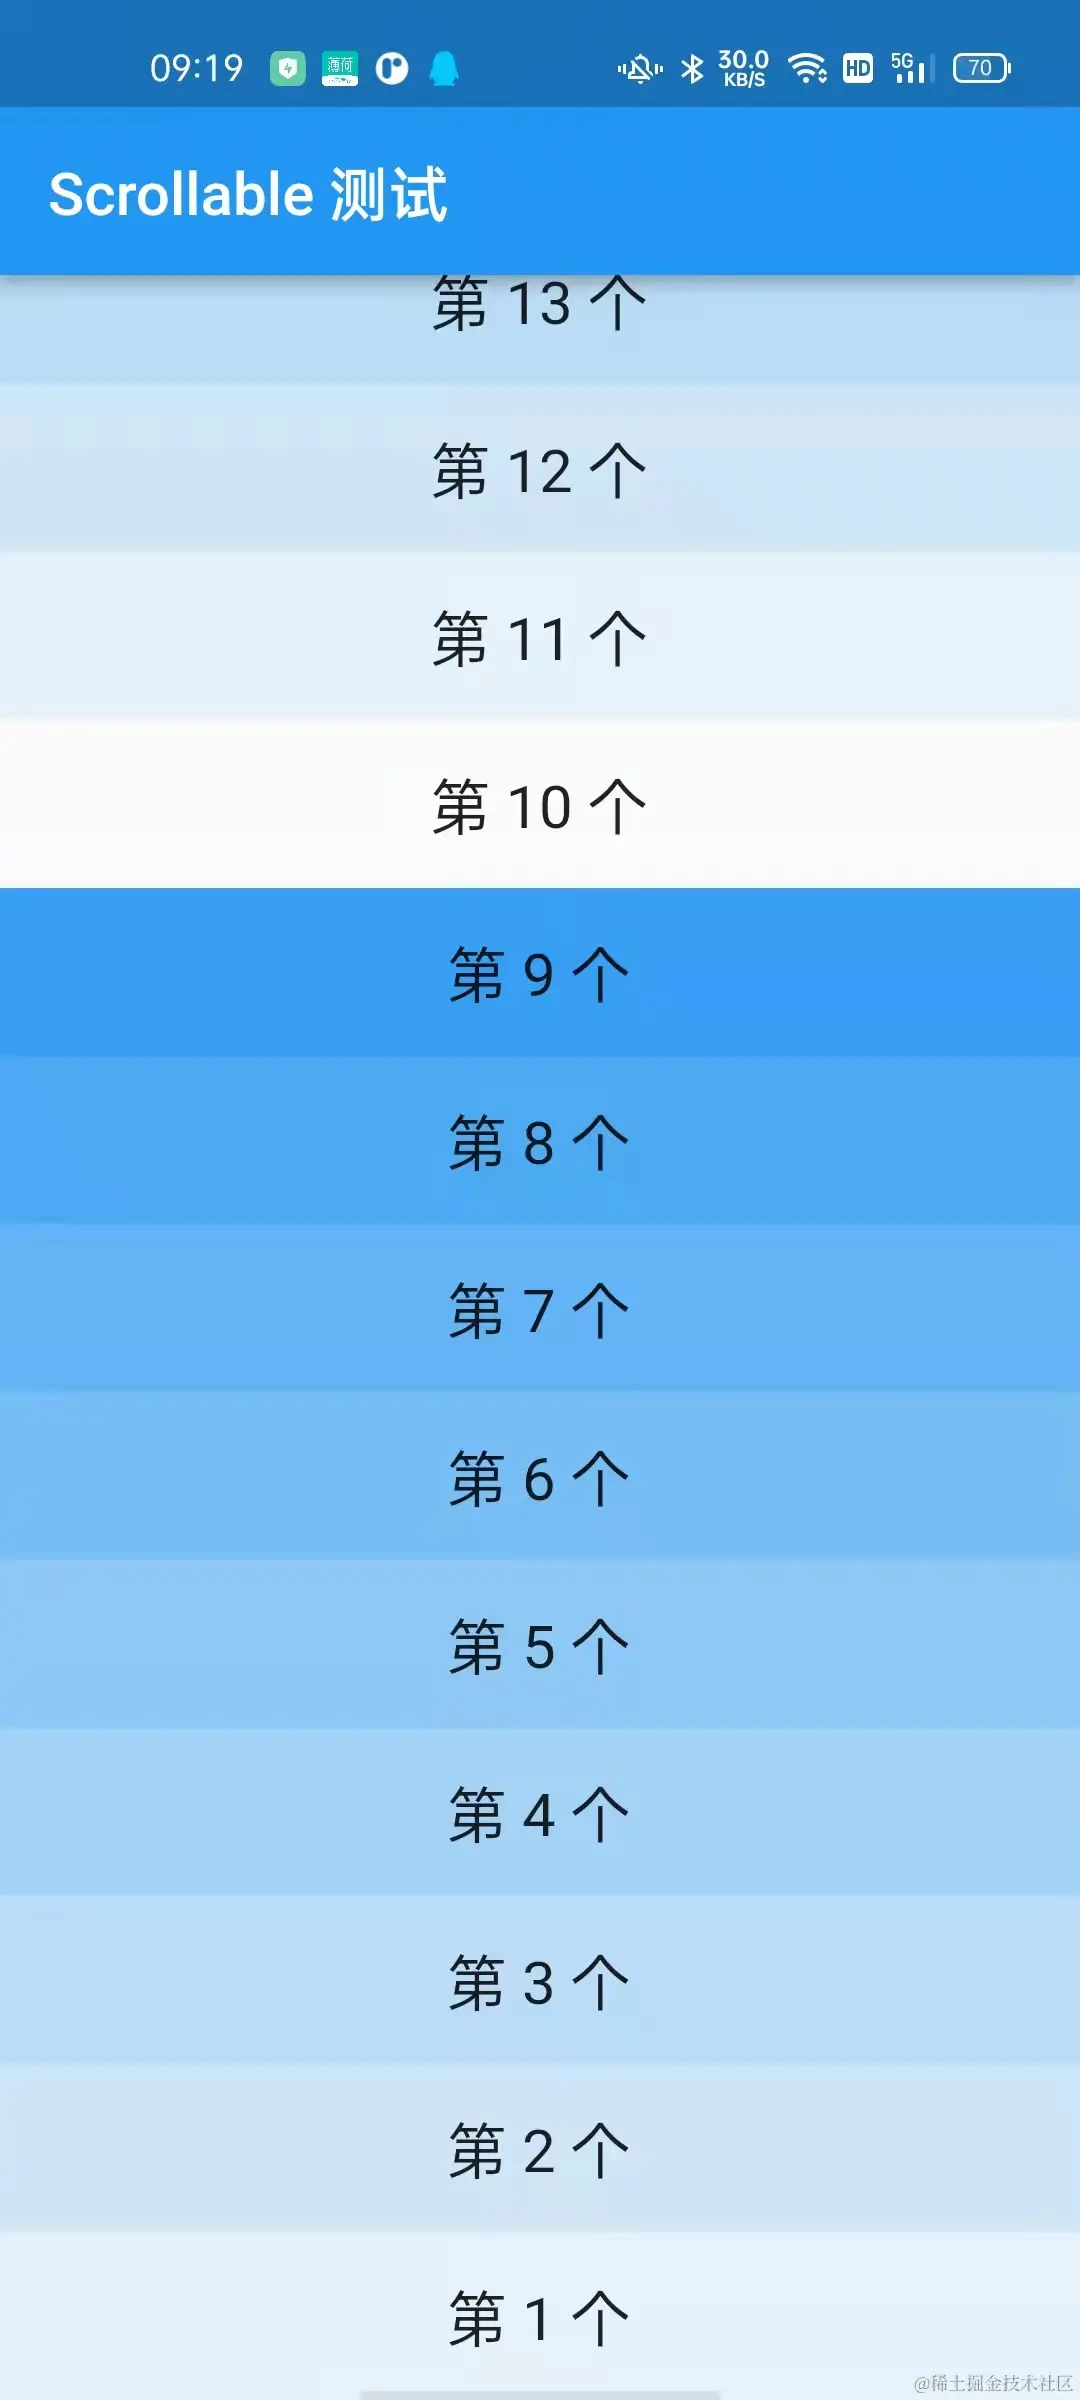 09:19 薄荷 30.0 KB/S HD 5G 70
Scrollable 测试
第 13 个
第 12 个
第 11 个
第 10 个
第 9 个
第 8 个
第 7 个
第 6 个
第 5 个
第 4 个
第 3 个
第 2 个
第 1 个
@稀土掘金技术社区